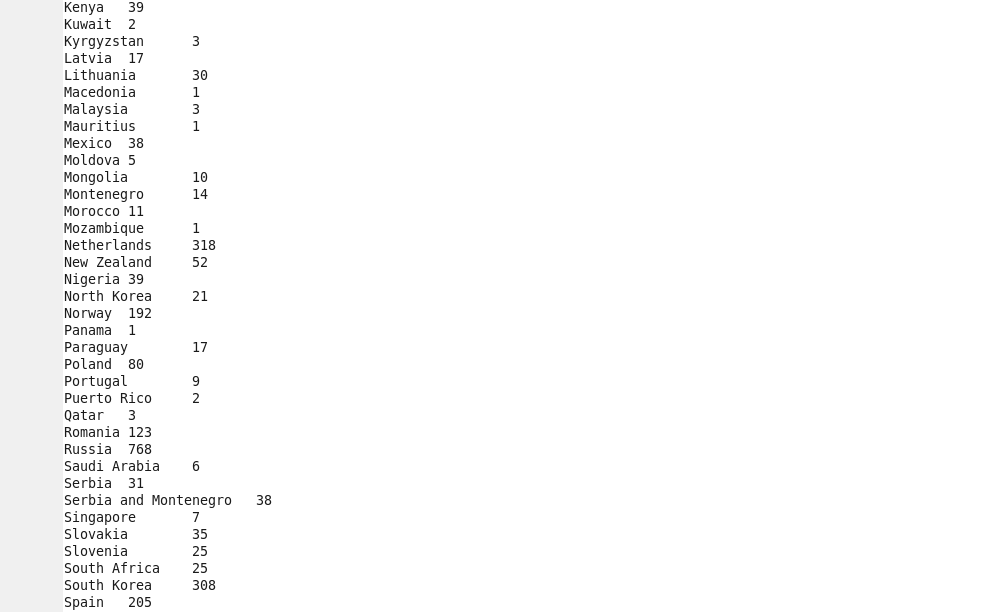 Kenya	39
Kuwait	2
Kyrgyzstan	3
Latvia	17
Lithuania	30
Macedonia	1
Malaysia	3
Mauritius	1
Mexico	38
Moldova	5
Mongolia	10
Montenegro	14
Morocco	11
Mozambique	1
Netherlands	318
New Zealand	52
Nigeria	39
North Korea	21
Norway	192
Panama	1
Paraguay	17
Poland	80
Portugal	9
Puerto Rico	2
Qatar	3
Romania	123
Russia	768
Saudi Arabia	6
Serbia	31
Serbia and Montenegro	38
Singapore	7
Slovakia	35
Slovenia	25
South Africa	25
South Korea	308
Spain	205